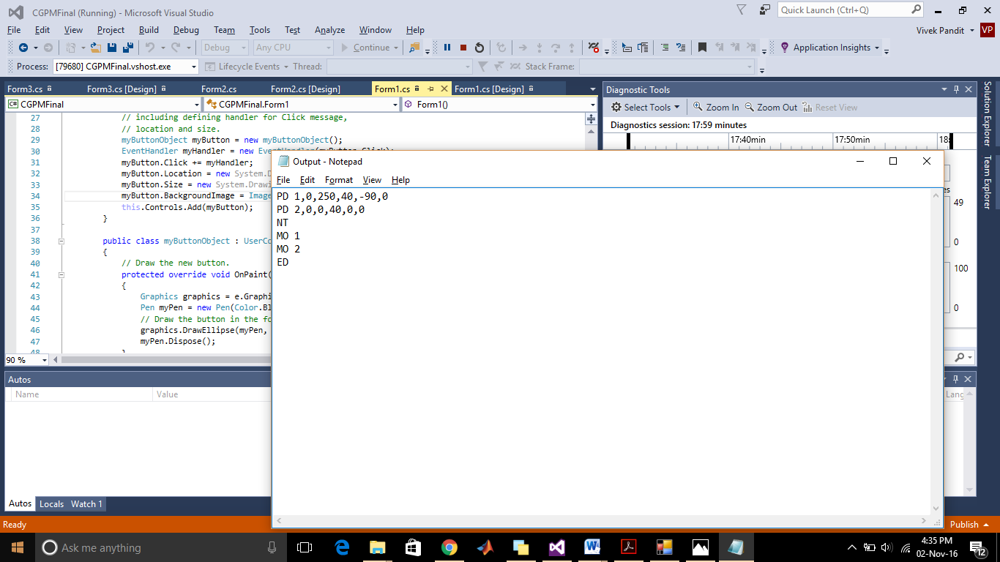 CGPMFinal (Running) - Microsoft Visual Studio
Quick Launch (Ctrl+Q)
File Edit View Project Build Debug Team Tools Test Analyze Window Help
Vivek Pandit VP
Debug Any CPU Continue Application Insights
Process: [79680] CGPMFinal.vshost.exe Lifecycle Events Thread: Stack Frame:
Form3.cs Form3.cs [Design] Form2.cs Form2.cs [Design] Form1.cs Form1.cs [Design]
C# CGPMFinal CGPMFinal.Form1 Form1()
27 // including defining handler for Click message,
28 // location and size.
29 myButtonObject myButton = new myButtonObject();
30 EventHandler myHandler = new EventHandler(myButton_Click);
31 myButton.Click += myHandler;
32 myButton.Location = new System.D
33 myButton.Size = new System.Drawi
34 myButton.BackgroundImage = Image
35 this.Controls.Add(myButton);
36 }
37
38 public class myButtonObject : UserCo
39 {
40 // Draw the new button.
41 protected override void OnPaint(
42 {
43 Graphics graphics = e.Graphi
44 Pen myPen = new Pen(Color.Bl
45 // Draw the button in the fo
46 graphics.DrawEllipse(myPen,
47 myPen.Dispose();
48 }
90 %
Diagnostic Tools
Select Tools Zoom In Zoom Out Reset View
Diagnostics session: 17:59 minutes
17:40min 17:50min 18:
es
49
0
100
0
Solution Explorer
Team Explorer
Output - Notepad
File Edit Format View Help
PD 1,0,250,40,-90,0
PD 2,0,0,40,0,0
NT
MO 1
MO 2
ED
Autos
Name Value
Lang
Autos Locals Watch 1
Ready
Publish
Ask me anything
4:35 PM
02-Nov-16
12